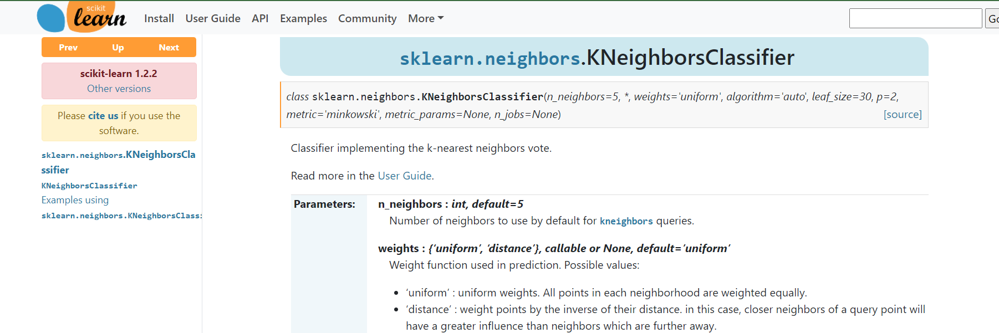 scikit
learn
Install User Guide API Examples Community More
Go
Prev Up Next
scikit-learn 1.2.2
Other versions
Please cite us if you use the
software.
sklearn.neighbors.KNeighborsCla
ssifier
KNeighborsClassifier
Examples using
sklearn.neighbors.KNeighborsClass
sklearn.neighbors.KNeighborsClassifier
class sklearn.neighbors.KNeighborsClassifier(n_neighbors=5, *, weights='uniform', algorithm='auto', leaf_size=30, p=2,
metric='minkowski', metric_params=None, n_jobs=None) [source]
Classifier implementing the k-nearest neighbors vote.
Read more in the User Guide.
Parameters: n_neighbors : int, default=5
Number of neighbors to use by default for kneighbors queries.
weights : {‘uniform’, ‘distance’}, callable or None, default=’uniform’
Weight function used in prediction. Possible values:
• ‘uniform’ : uniform weights. All points in each neighborhood are weighted equally.
• ‘distance’ : weight points by the inverse of their distance. in this case, closer neighbors of a query point will
have a greater influence than neighbors which are further away.